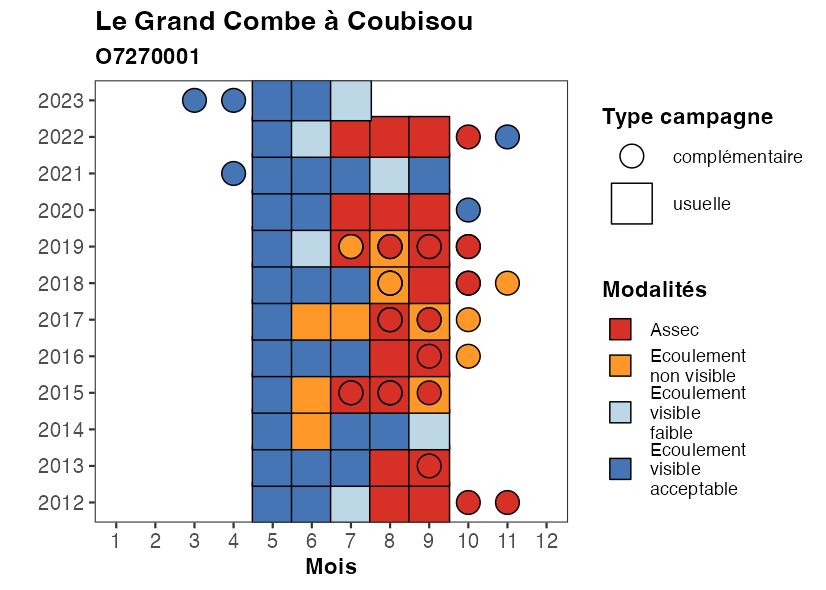 Le Grand Combe à Coubisou
O7270001
2023
2022
2021
2020
2019
2018
2017
2016
2015
2014
2013
2012
1 2 3 4 5 6 7 8 9 10 11 12
Mois
Type campagne
complémentaire
usuelle
Modalités
Assec
Ecoulement
non visible
Ecoulement
visible
faible
Ecoulement
visible
acceptable